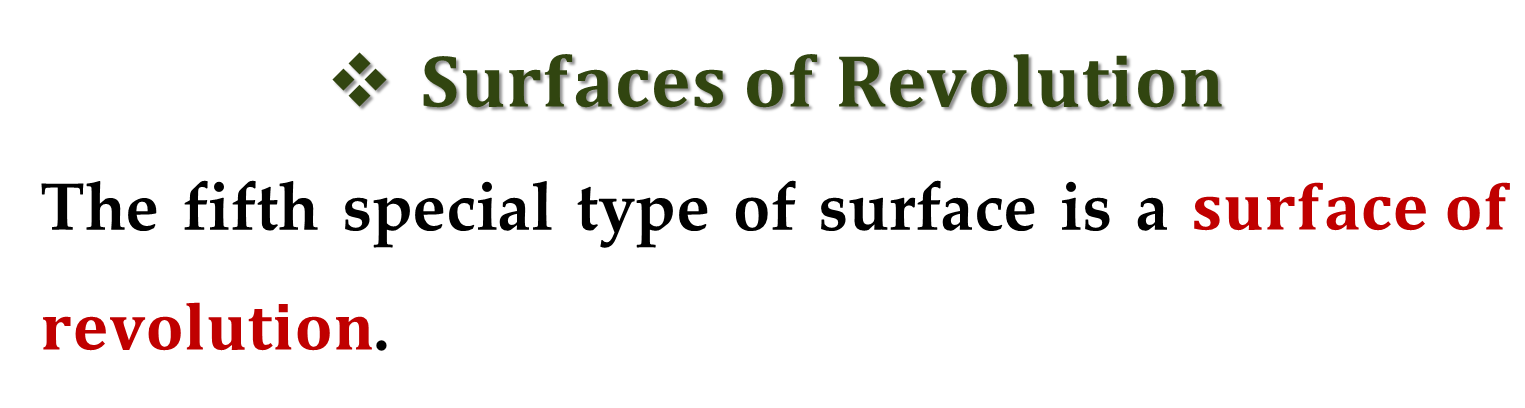 ❖ Surfaces of Revolution
The fifth special type of surface is a surface of
revolution.